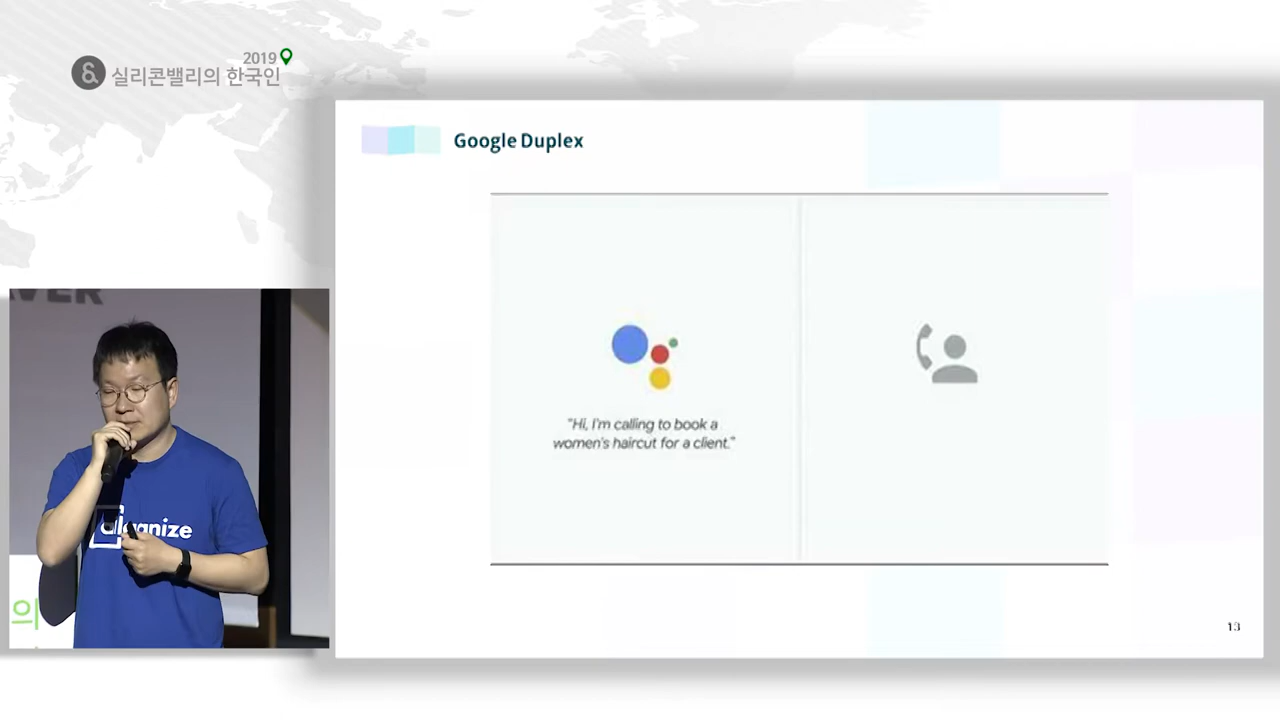 2019
& 실리콘밸리의 한국인
Google Duplex
"Hi, I'm calling to book a
women's haircut for a client."
13
의